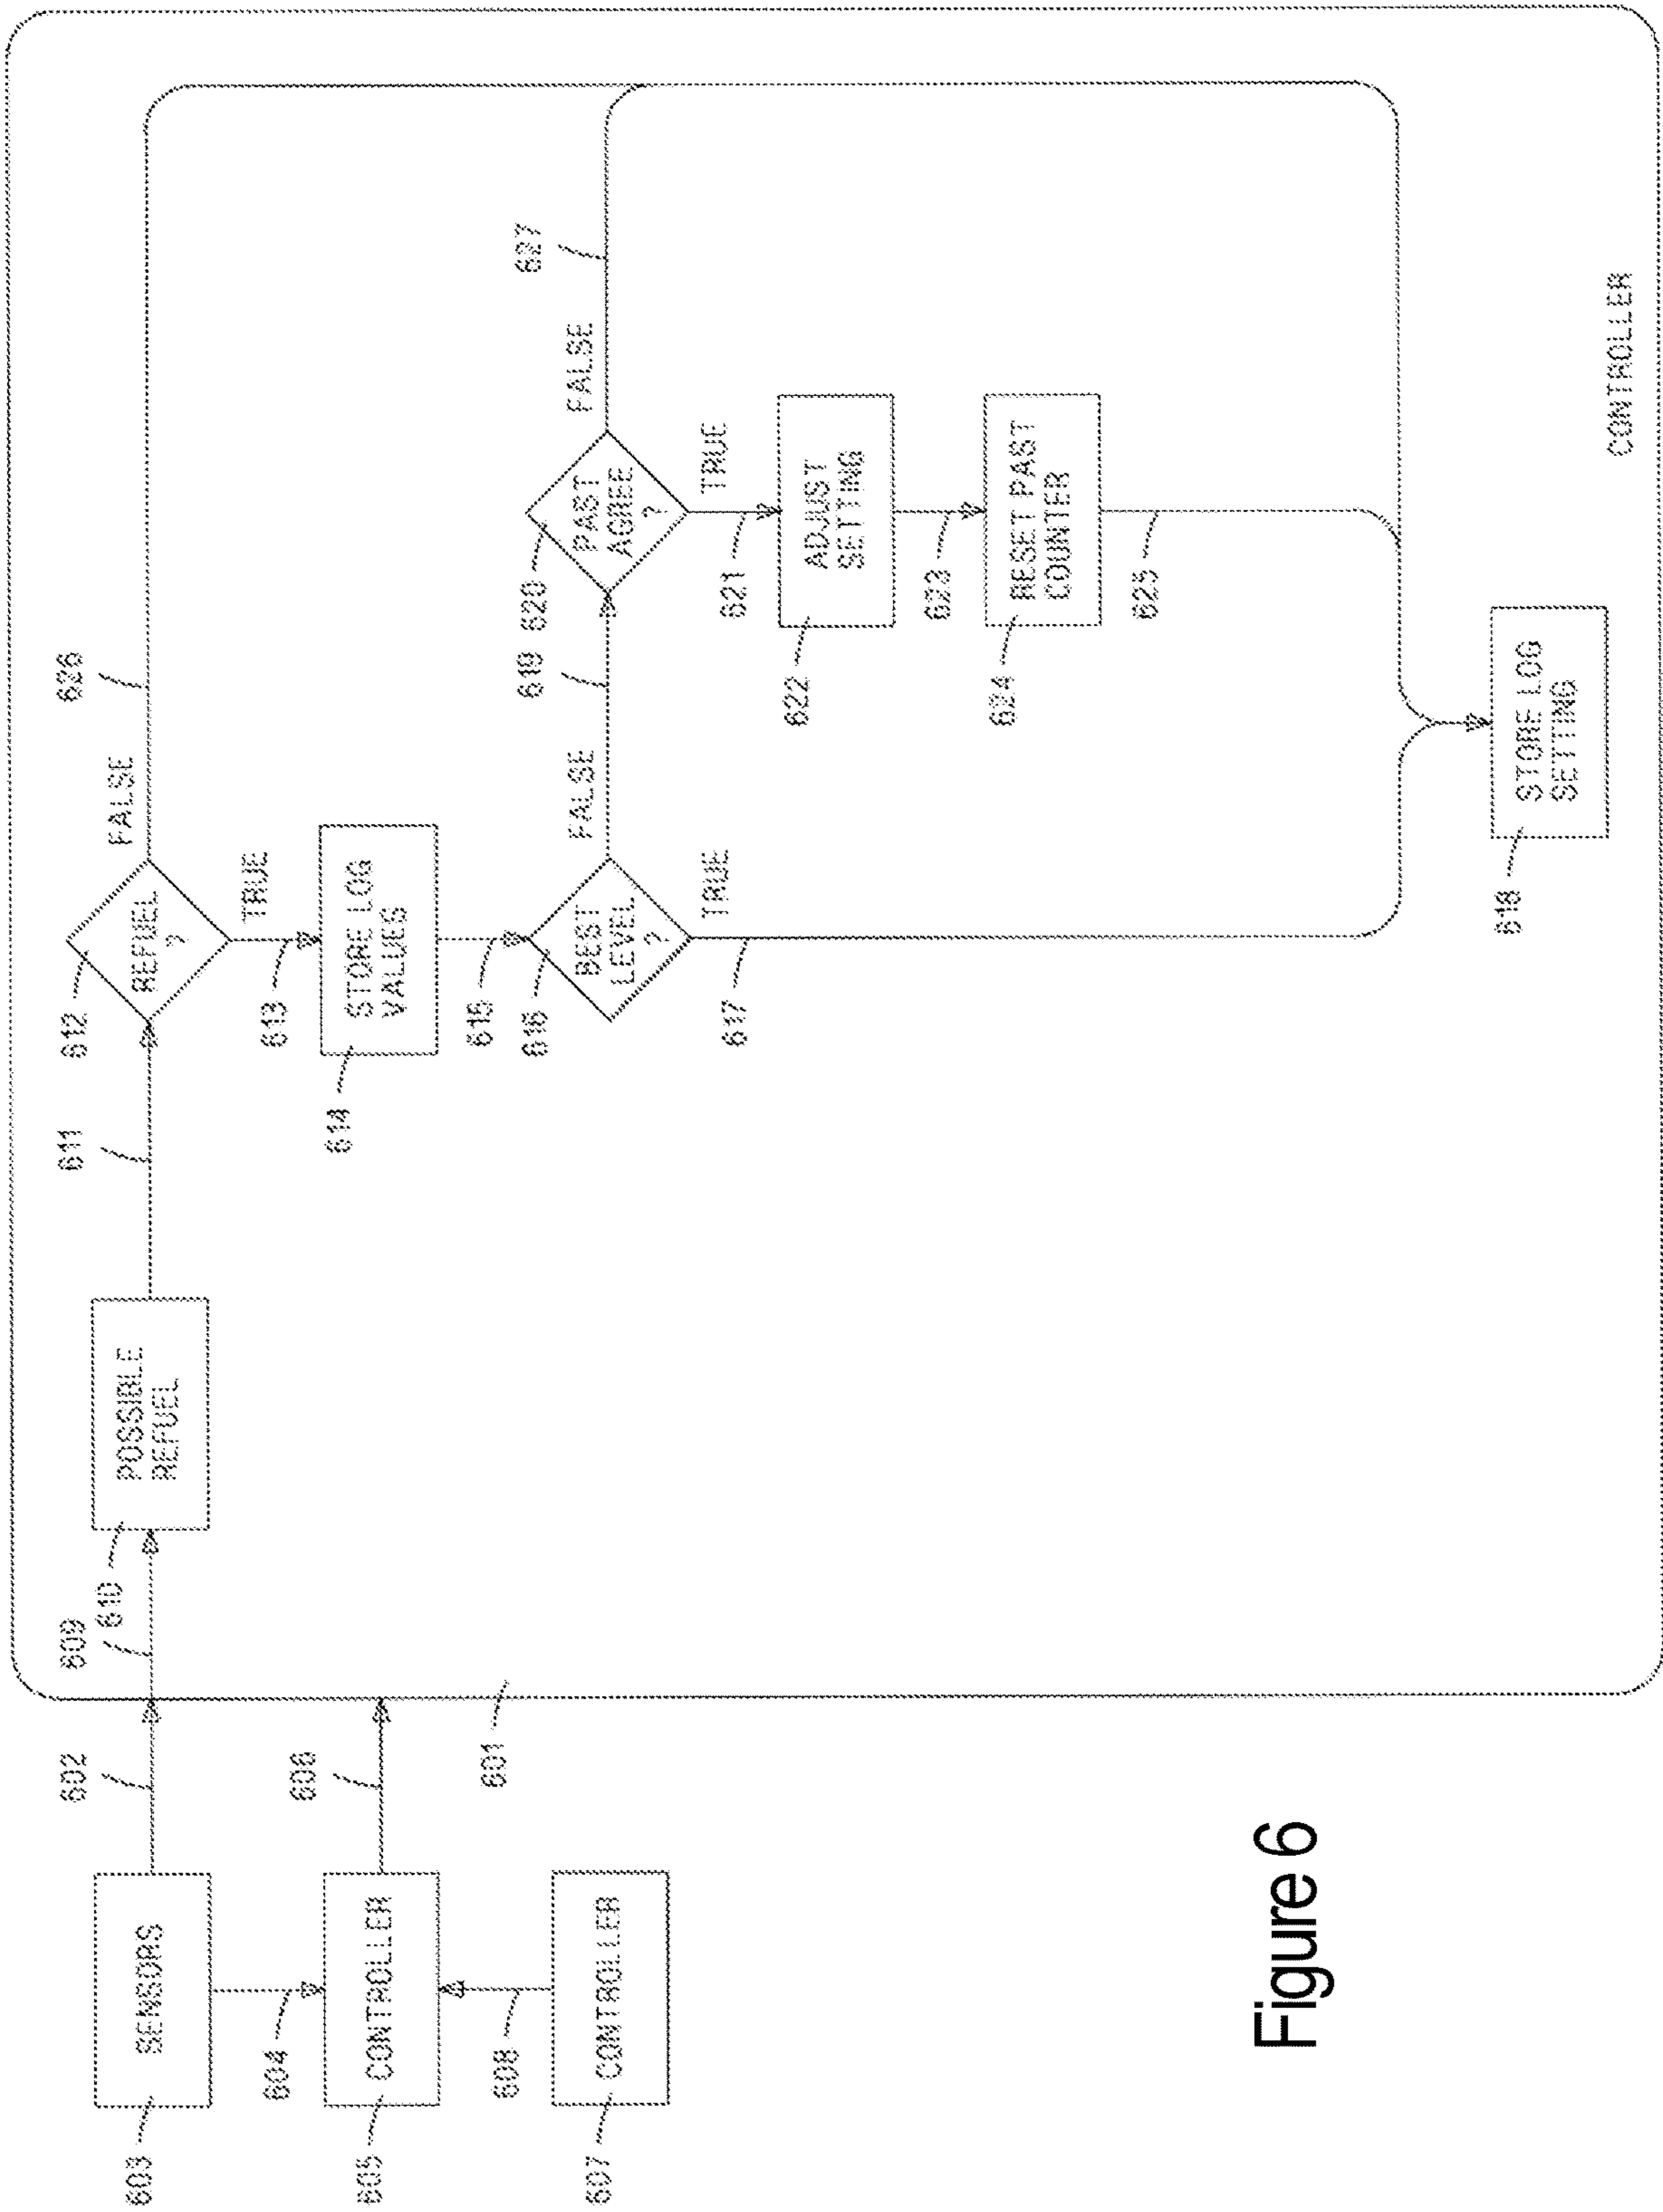 603
SENSORS
602
609
610
POSSIBLE
REFUEL
611
612
REFUEL
?
FALSE
626
604
TRUE
613
605
CONTROLLER
606
614
STORE LOG
VALUES
608
615
607
CONTROLLER
601
616
BEST
LEVEL
?
FALSE
619
620
PAST
AGREE
?
FALSE
627
617
TRUE
621
TRUE
622
ADJUST
SETTING
623
624
RESET PAST
COUNTER
625
618
STORE LOG
SETTING
CONTROLLER
Figure 6